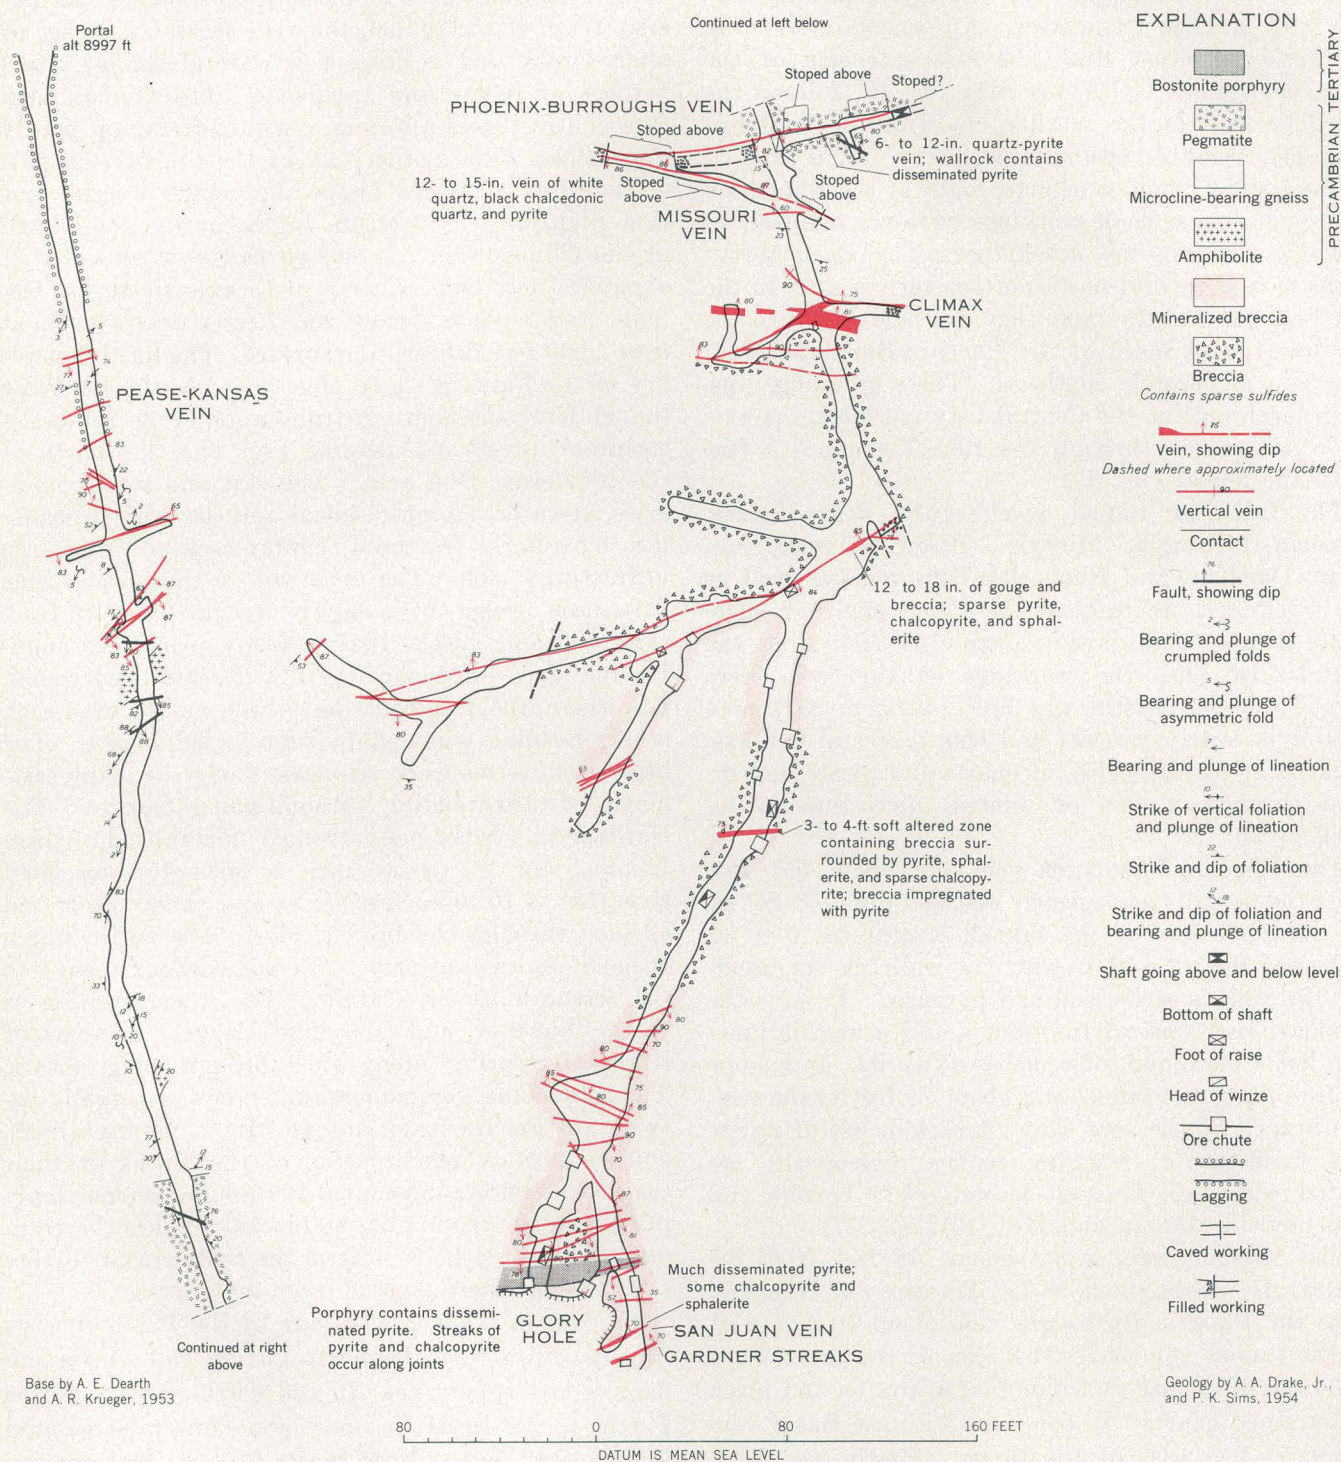 Portal
alt 8997 ft
Continued at left below
EXPLANATION
TERTIARY
PRECAMBRIAN
Bostonite porphyry
Pegmatite
Microcline-bearing gneiss
Amphibolite
Mineralized breccia
Breccia
Contains sparse sulfides
Vein, showing dip
Dashed where approximately located
90
Vertical vein
Contact
76
Fault, showing dip
2
Bearing and plunge of
crumpled folds
5
Bearing and plunge of
asymmetric fold
7
Bearing and plunge of lineation
10
Strike of vertical foliation
and plunge of lineation
22
Strike and dip of foliation
12
18
Strike and dip of foliation and
bearing and plunge of lineation
Shaft going above and below level
Bottom of shaft
Foot of raise
Head of winze
Ore chute
Lagging
Caved working
Filled working
PHOENIX-BURROUGHS VEIN
Stoped above
Stoped?
Stoped above
6- to 12-in. quartz-pyrite
vein; wallrock contains
disseminated pyrite
12- to 15-in. vein of white
quartz, black chalcedonic
quartz, and pyrite
Stoped
above
Stoped
above
MISSOURI
VEIN
CLIMAX
VEIN
PEASE-KANSAS
VEIN
12 to 18 in. of gouge and
breccia; sparse pyrite,
chalcopyrite, and sphal-
erite
3- to 4-ft soft altered zone
containing breccia sur-
rounded by pyrite, sphal-
erite, and sparse chalcopy-
rite; breccia impregnated
with pyrite
Much disseminated pyrite;
some chalcopyrite and
sphalerite
Porphyry contains dissemi-
nated pyrite. Streaks of
pyrite and chalcopyrite
occur along joints
GLORY
HOLE
SAN JUAN VEIN
GARDNER STREAKS
Continued at right
above
Base by A. E. Dearth
and A. R. Krueger, 1953
Geology by A. A. Drake, Jr.,
and P. K. Sims, 1954
80 0 80 160 FEET
DATUM IS MEAN SEA LEVEL